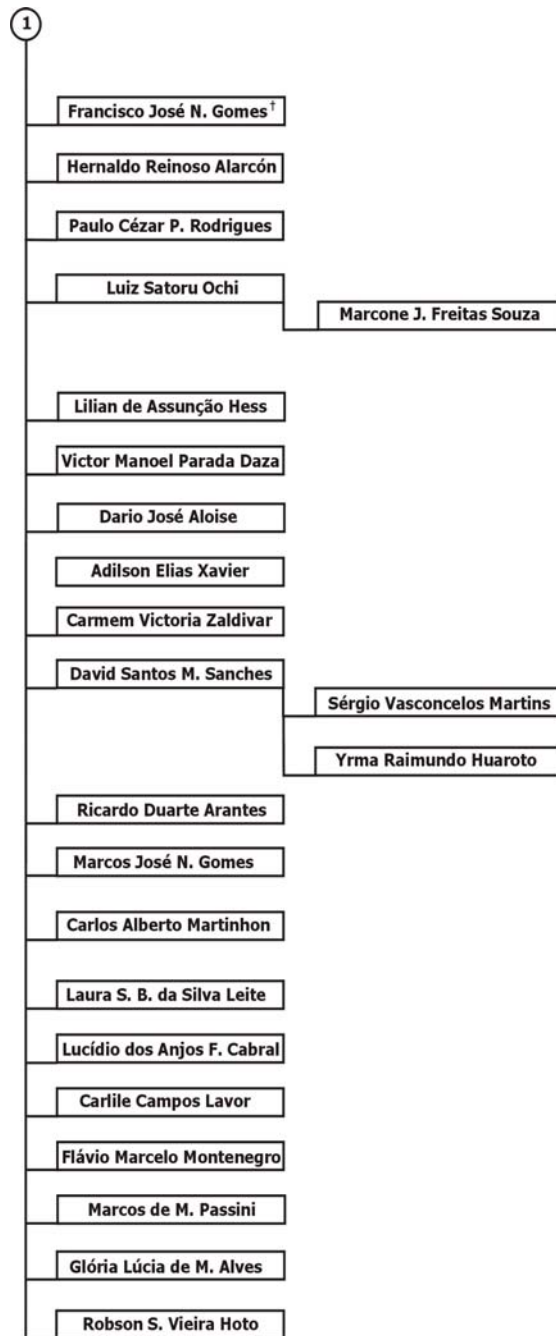 1
Francisco José N. Gomes†
Hernaldo Reinoso Alarcón
Paulo Cézar P. Rodrigues
Luiz Satoru Ochi
Marcone J. Freitas Souza
Lilian de Assunção Hess
Victor Manoel Parada Daza
Dario José Aloise
Adilson Elias Xavier
Carmem Victoria Zaldivar
David Santos M. Sanches
Sérgio Vasconcelos Martins
Yrma Raimundo Huaroto
Ricardo Duarte Arantes
Marcos José N. Gomes
Carlos Alberto Martinhon
Laura S. B. da Silva Leite
Lucídio dos Anjos F. Cabral
Carlile Campos Lavor
Flávio Marcelo Montenegro
Marcos de M. Passini
Glória Lúcia de M. Alves
Robson S. Vieira Hoto